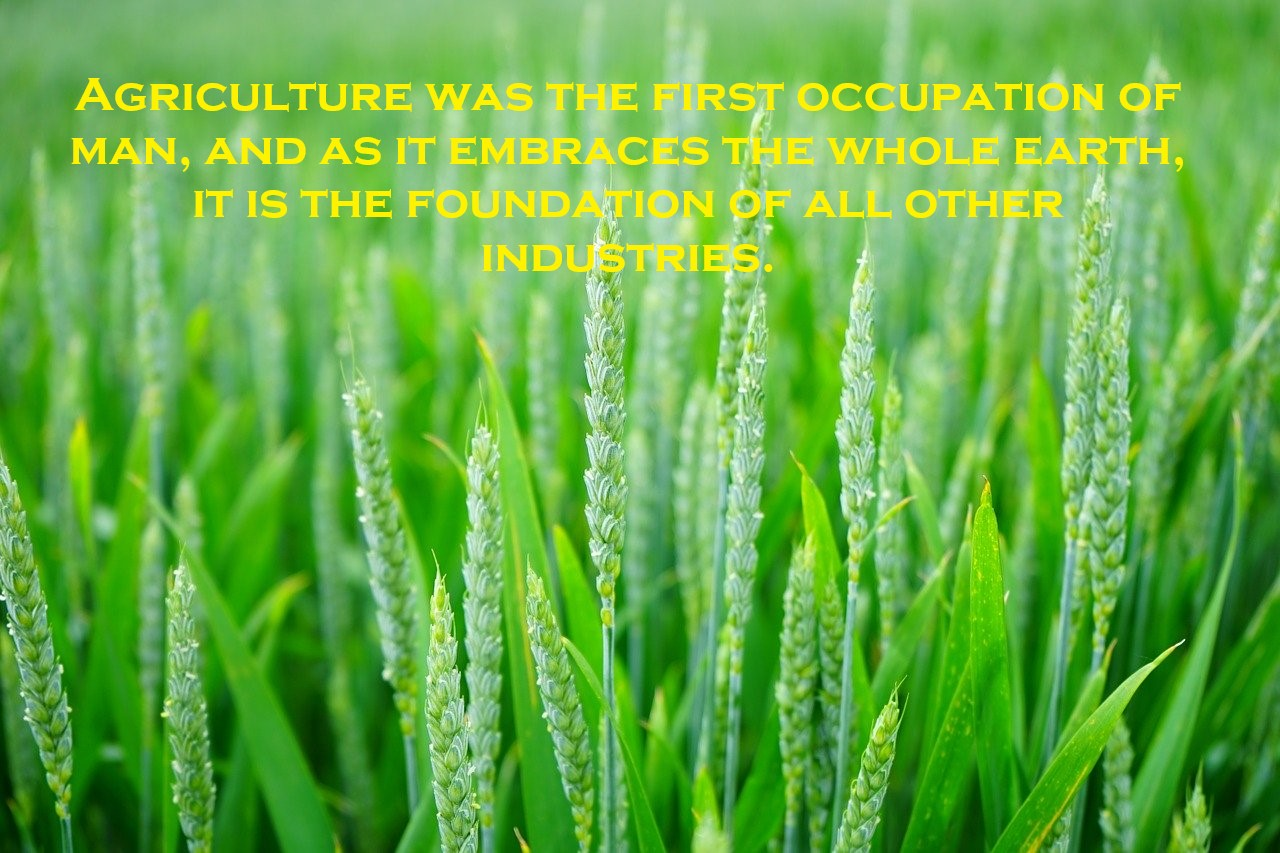 Agriculture was the first occupation of
man, and as it embraces the whole earth,
it is the foundation of all other
industries.